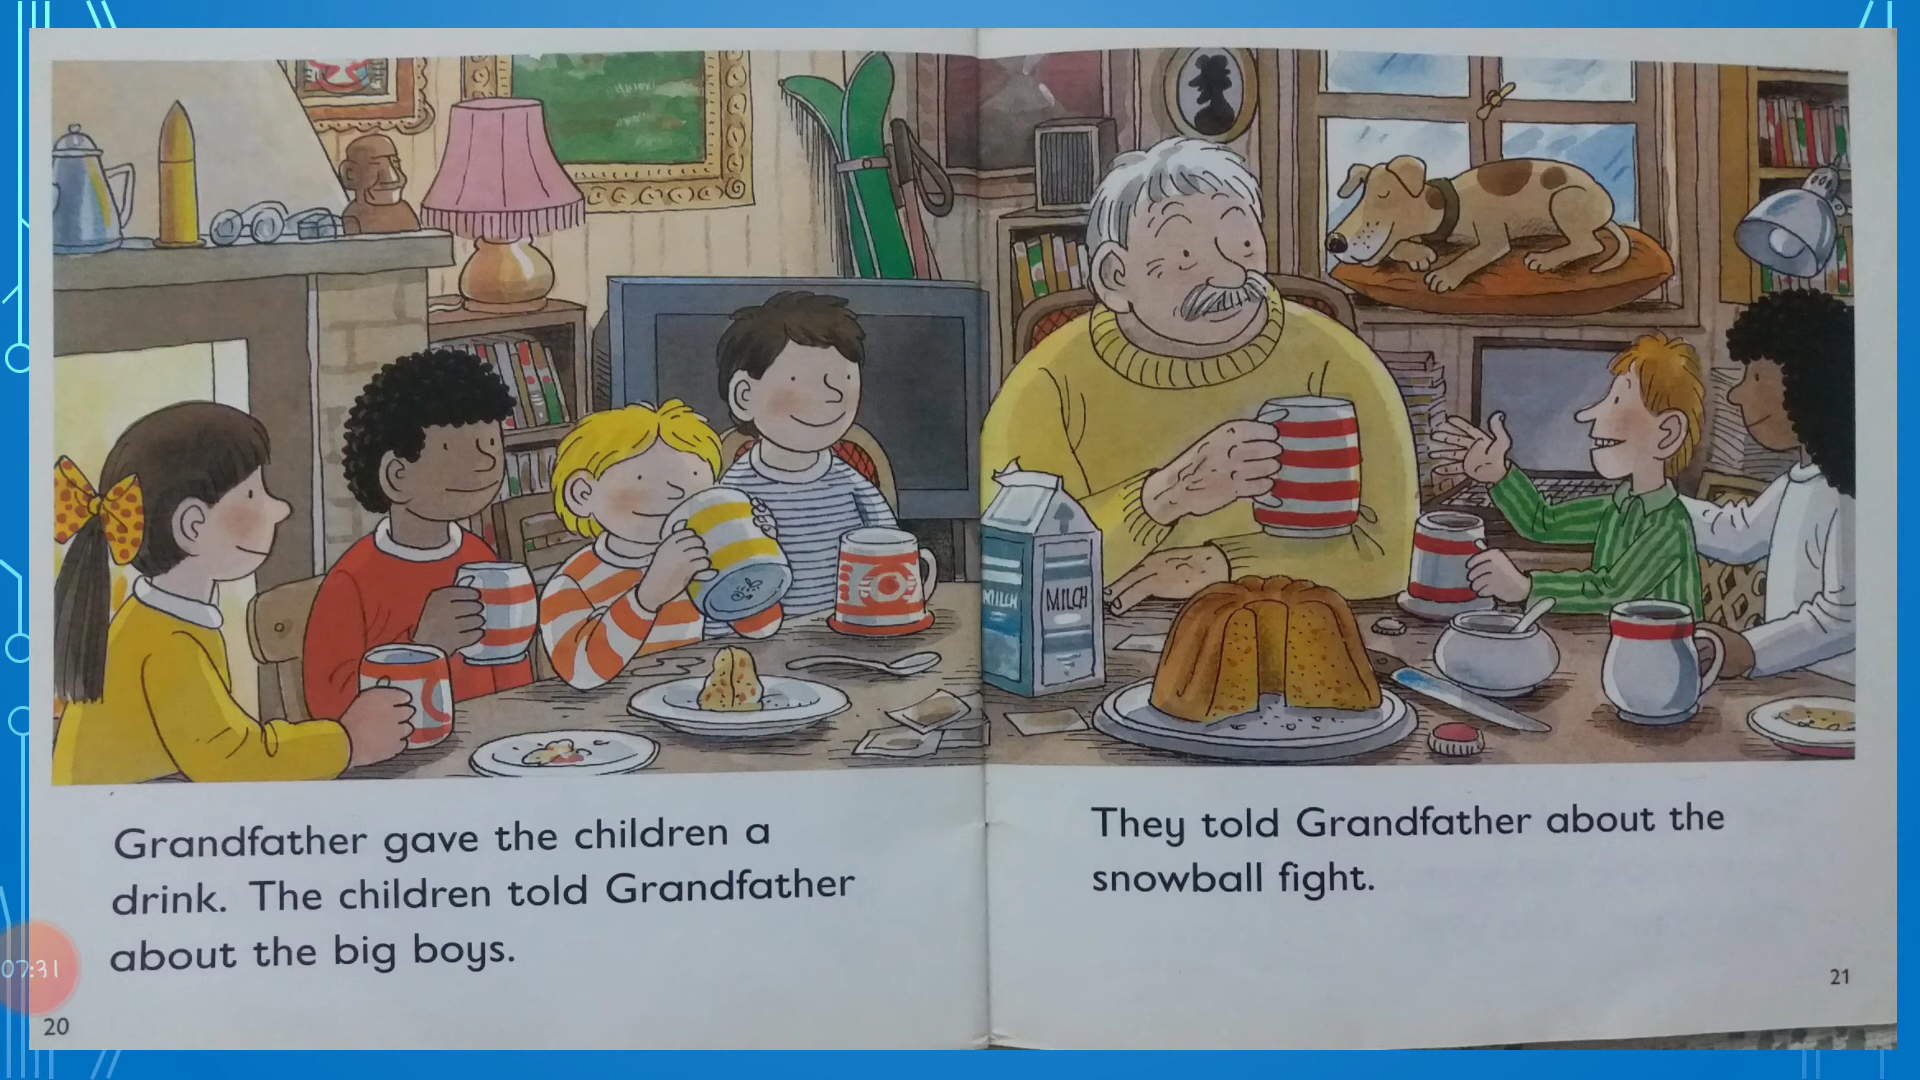 MILCH
MILCH
Grandfather gave the children a
drink. The children told Grandfather
about the big boys.
20
They told Grandfather about the
snowball fight.
21
07:31